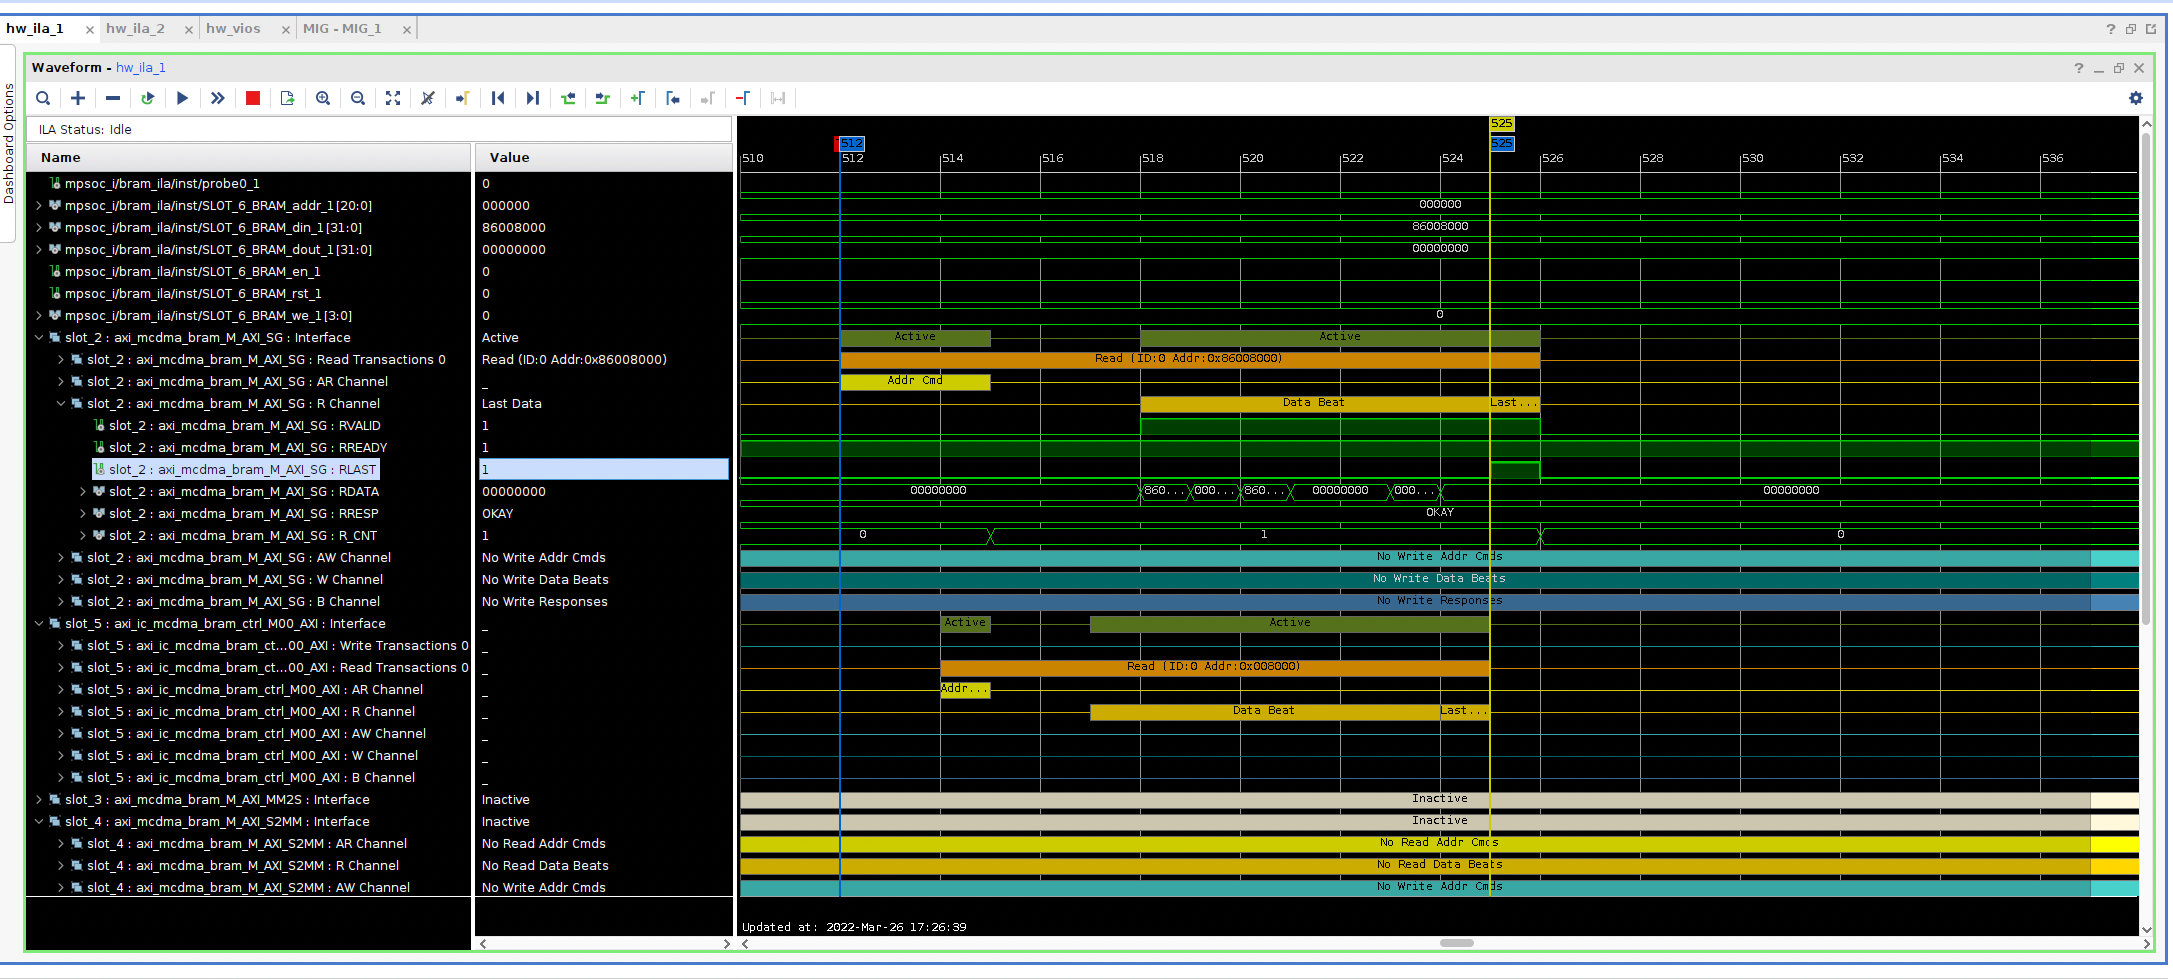 hw_ila_1 × hw_ila_2 × hw_vios × MIG - MIG_1 ×
Dashboard Options
Waveform - hw_ila_1
ILA Status: Idle
Name Value
525
512 525
510 512 514 516 518 520 522 524 526 528 530 532 534 536
mpsoc_i/bram_ila/inst/probe0_1 0
mpsoc_i/bram_ila/inst/SLOT_6_BRAM_addr_1[20:0] 000000 000000
mpsoc_i/bram_ila/inst/SLOT_6_BRAM_din_1[31:0] 86008000 86008000
mpsoc_i/bram_ila/inst/SLOT_6_BRAM_dout_1[31:0] 00000000 00000000
mpsoc_i/bram_ila/inst/SLOT_6_BRAM_en_1 0
mpsoc_i/bram_ila/inst/SLOT_6_BRAM_rst_1 0
mpsoc_i/bram_ila/inst/SLOT_6_BRAM_we_1[3:0] 0 0
slot_2 : axi_mcdma_bram_M_AXI_SG : Interface Active Active Active
slot_2 : axi_mcdma_bram_M_AXI_SG : Read Transactions 0 Read (ID:0 Addr:0x86008000) Read (ID:0 Addr:0x86008000)
slot_2 : axi_mcdma_bram_M_AXI_SG : AR Channel _ Addr Cmd
slot_2 : axi_mcdma_bram_M_AXI_SG : R Channel Last Data Data Beat Last...
slot_2 : axi_mcdma_bram_M_AXI_SG : RVALID 1
slot_2 : axi_mcdma_bram_M_AXI_SG : RREADY 1
slot_2 : axi_mcdma_bram_M_AXI_SG : RLAST 1
slot_2 : axi_mcdma_bram_M_AXI_SG : RDATA 00000000 00000000 860... 000... 860... 00000000 000... 00000000
slot_2 : axi_mcdma_bram_M_AXI_SG : RRESP OKAY OKAY
slot_2 : axi_mcdma_bram_M_AXI_SG : R_CNT 1 0 1 0
slot_2 : axi_mcdma_bram_M_AXI_SG : AW Channel No Write Addr Cmds No Write Addr Cmds
slot_2 : axi_mcdma_bram_M_AXI_SG : W Channel No Write Data Beats No Write Data Beats
slot_2 : axi_mcdma_bram_M_AXI_SG : B Channel No Write Responses No Write Responses
slot_5 : axi_ic_mcdma_bram_ctrl_M00_AXI : Interface _ Active Active
slot_5 : axi_ic_mcdma_bram_ct...00_AXI : Write Transactions 0 _
slot_5 : axi_ic_mcdma_bram_ct...00_AXI : Read Transactions 0 _ Read (ID:0 Addr:0x008000)
slot_5 : axi_ic_mcdma_bram_ctrl_M00_AXI : AR Channel _ Addr...
slot_5 : axi_ic_mcdma_bram_ctrl_M00_AXI : R Channel _ Data Beat Last...
slot_5 : axi_ic_mcdma_bram_ctrl_M00_AXI : AW Channel _
slot_5 : axi_ic_mcdma_bram_ctrl_M00_AXI : W Channel _
slot_5 : axi_ic_mcdma_bram_ctrl_M00_AXI : B Channel _
slot_3 : axi_mcdma_bram_M_AXI_MM2S : Interface Inactive Inactive
slot_4 : axi_mcdma_bram_M_AXI_S2MM : Interface Inactive Inactive
slot_4 : axi_mcdma_bram_M_AXI_S2MM : AR Channel No Read Addr Cmds No Read Addr Cmds
slot_4 : axi_mcdma_bram_M_AXI_S2MM : R Channel No Read Data Beats No Read Data Beats
slot_4 : axi_mcdma_bram_M_AXI_S2MM : AW Channel No Write Addr Cmds No Write Addr Cmds
Updated at: 2022-Mar-26 17:26:39